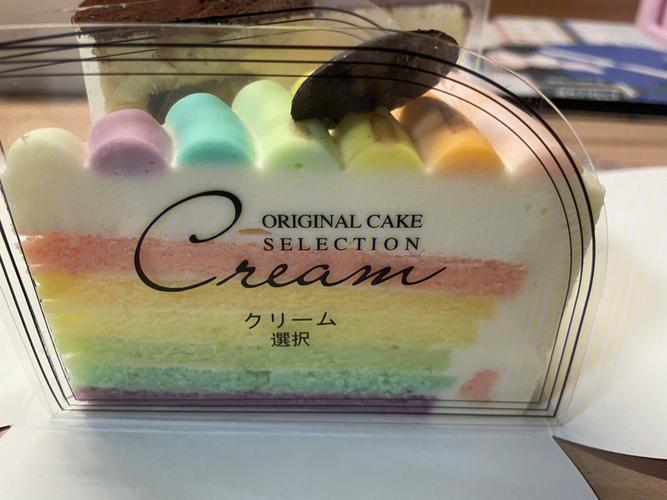 ORIGINAL CAKE
SELECTION
Cream
クリーム
選択